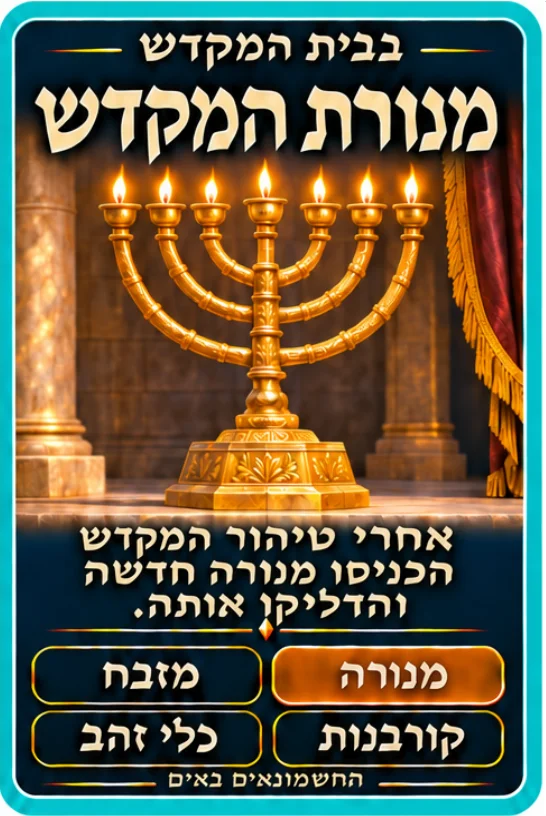 בבית המקדש
מנורת המקדש
אחרי טיהור המקדש
הכניסו מנורה חדשה
והדליקו אותה.
מנורה
מזבח
קורבנות
כלי זהב
החשמונאים באים